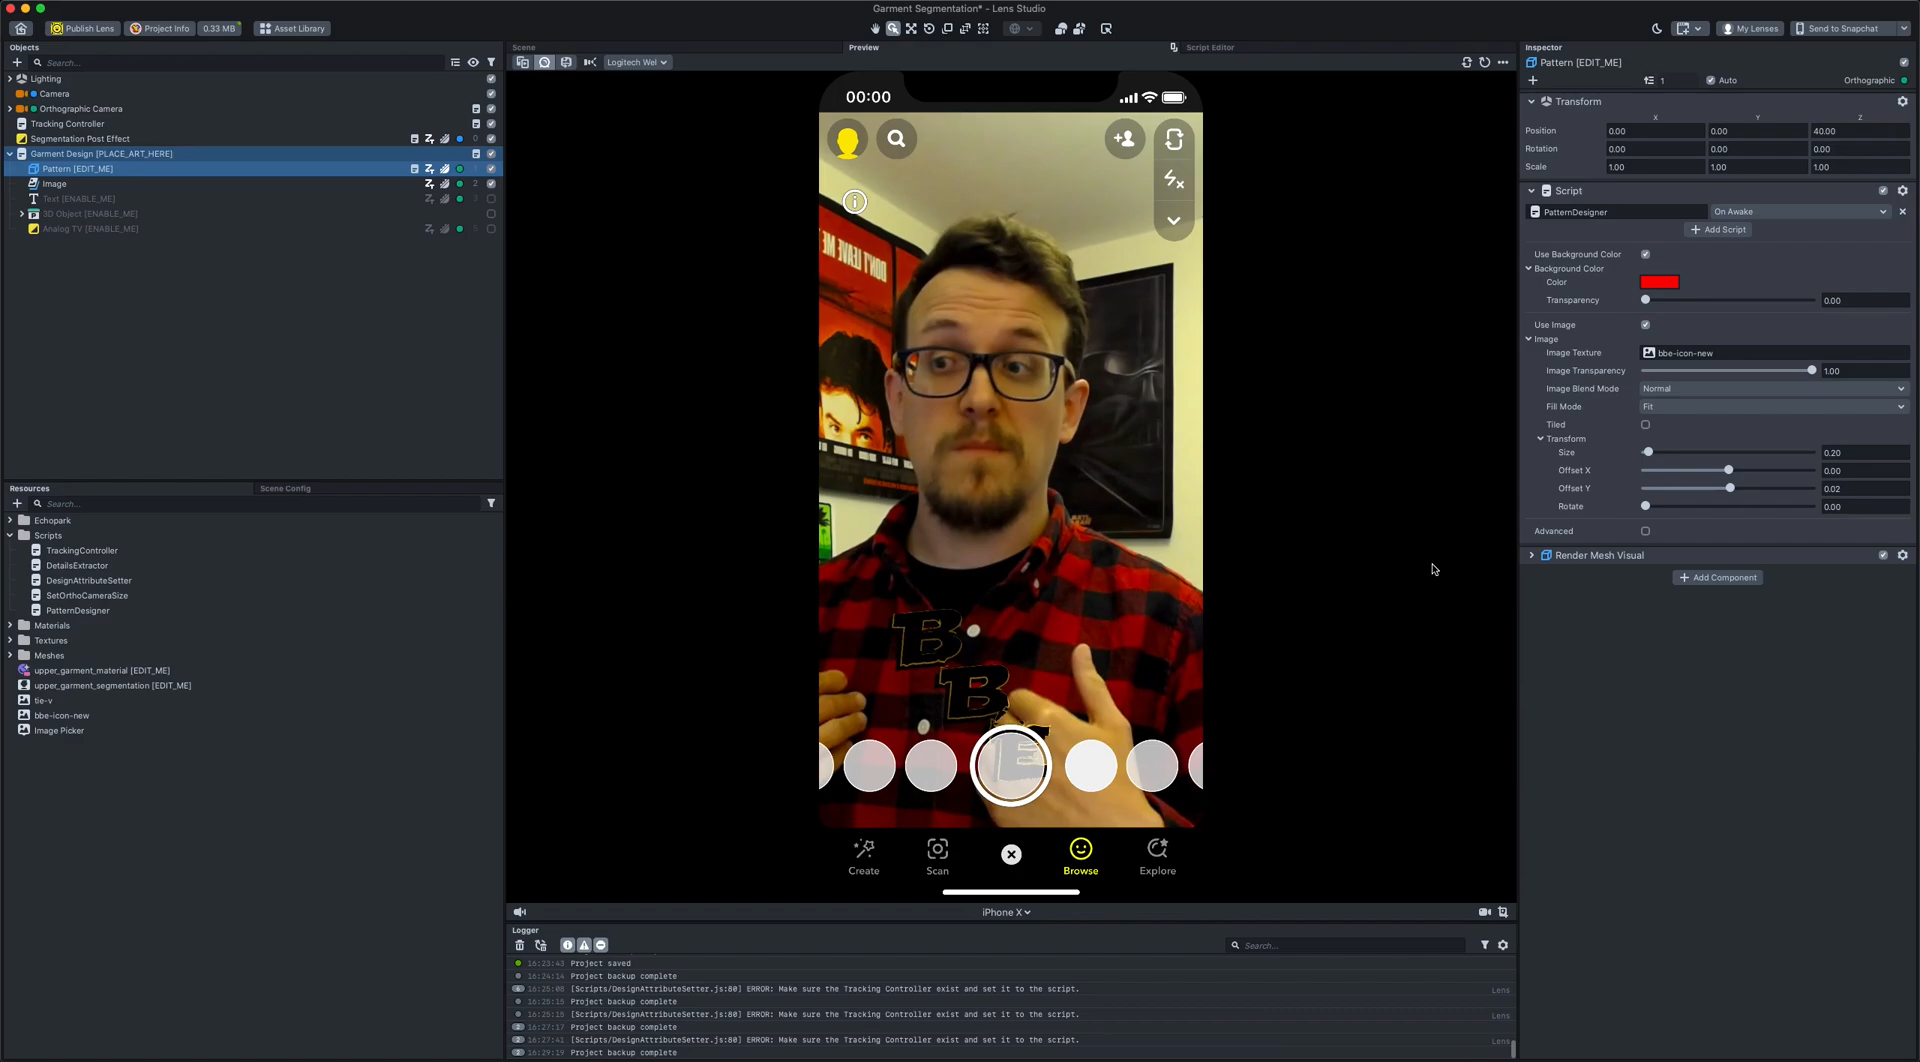 Garment Segmentation* - Lens Studio
Publish Lens
Project Info
0.33 MB
Asset Library
My Lenses
Send to Snapchat
Objects
Search...
Lighting
Camera
Orthographic Camera
Tracking Controller
Segmentation Post Effect
0
Garment Design [PLACE_ART_HERE]
Pattern [EDIT_ME]
Image
2
Text [ENABLE_ME]
3D Object [ENABLE_ME]
Analog TV [ENABLE_ME]
5
Resources
Scene Config
Search...
Echopark
Scripts
TrackingController
DetailsExtractor
DesignAttributeSetter
SetOrthoCameraSize
PatternDesigner
Materials
Textures
Meshes
upper_garment_material [EDIT_ME]
upper_garment_segmentation [EDIT_ME]
tie-v
bbe-icon-new
Image Picker
Scene
Preview
Script Editor
Logitech Wel
00:00
DON'T LEAVE ME
B
B
Create
Scan
Browse
Explore
iPhone X
Logger
Search...
16:23:43 Project saved
16:24:14 Project backup complete
16:25:08 [Scripts/DesignAttributeSetter.js:80] ERROR: Make sure the Tracking Controller exist and set it to the script. Lens
16:25:15 Project backup complete
16:25:15 [Scripts/DesignAttributeSetter.js:80] ERROR: Make sure the Tracking Controller exist and set it to the script. Lens
16:27:17 Project backup complete
16:27:41 [Scripts/DesignAttributeSetter.js:80] ERROR: Make sure the Tracking Controller exist and set it to the script. Lens
16:29:19 Project backup complete
Inspector
Pattern [EDIT_ME]
1
Auto
Orthographic
Transform
X Y Z
Position 0.00 0.00 40.00
Rotation 0.00 0.00 0.00
Scale 1.00 1.00 1.00
Script
PatternDesigner
On Awake
Add Script
Use Background Color
Background Color
Color
Transparency 0.00
Use Image
Image
Image Texture bbe-icon-new
Image Transparency 1.00
Image Blend Mode Normal
Fill Mode Fit
Tiled
Transform
Size 0.20
Offset X 0.00
Offset Y 0.02
Rotate 0.00
Advanced
Render Mesh Visual
Add Component